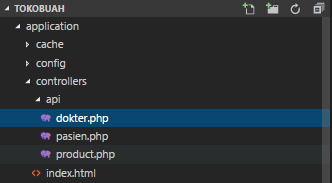 TOKOBUAH
application
cache
config
controllers
api
dokter.php
pasien.php
product.php
index.html